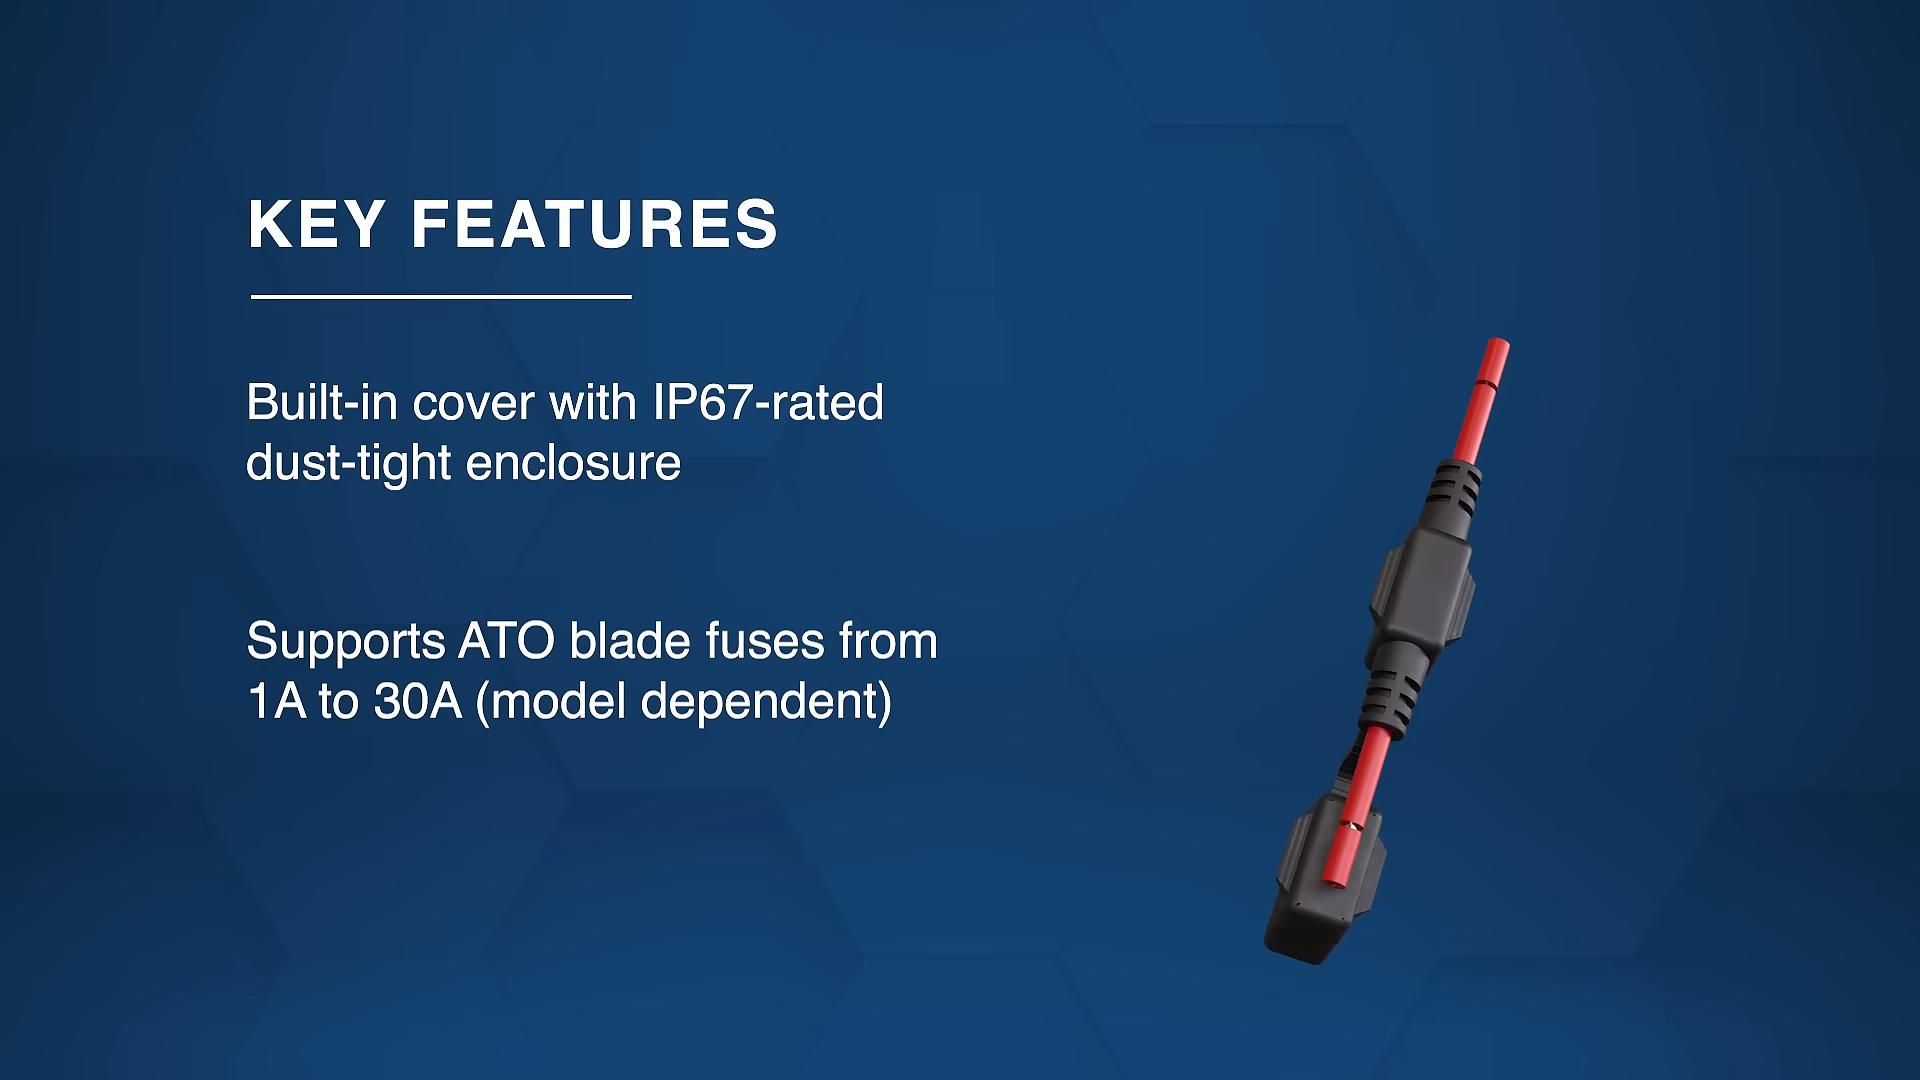 KEY FEATURES
Built-in cover with IP67-rated
dust-tight enclosure
Supports ATO blade fuses from
1A to 30A (model dependent)